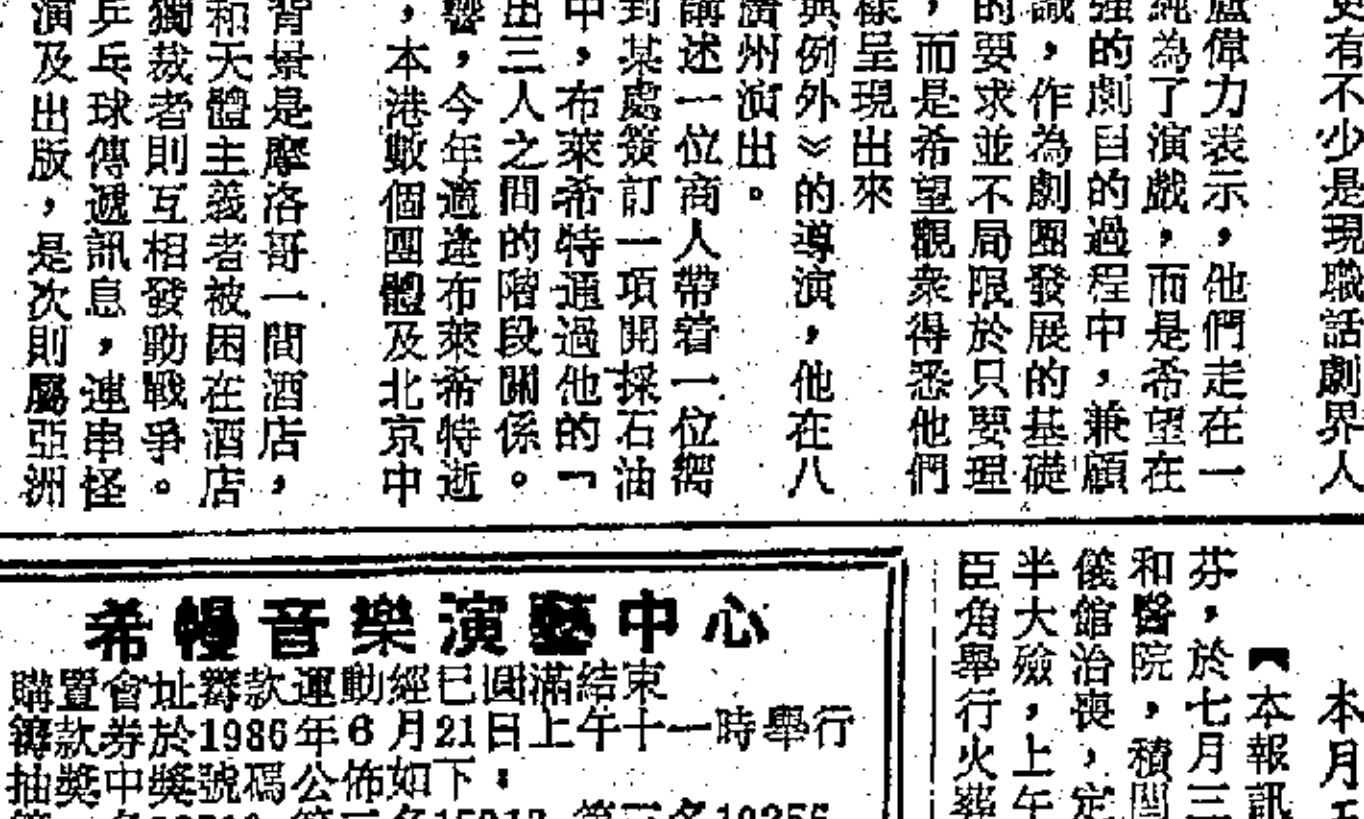 更有不少是現職話劇界人
盧偉力表示，他們走在一
純為了演戲，而是希望在
強的劇目的過程中，兼顧
識，作為劇團發展的基礎
的要求並不局限於只要理
，而是希望觀衆得悉他們
樣呈現出來
與例外》的導演，他在八
廣州演出。
講述一位商人帶着一位
到某處簽訂一項開採石油
中，布萊希特通過他的「
出三人之間的階段關係。
響，今年適逢布萊希特逝
，本港數個團體及北京中
背景是摩洛哥一間酒店，
和天體主義者被困在酒店
獨裁者則互相發動戰爭。
乒乓球傳遞訊息，連串怪
演及出版，是次則屬亞洲
本月五
【本報訊
芬，於七月三
和醫院，積閏
儀館治喪，定
半大殮，上午
臣角舉行火葬
希幔音樂演藝中心
購置會址籌款運動經已圓滿結束
籌款券於1986年6月21日上午十一時舉行
抽獎中獎號碼公佈如下：